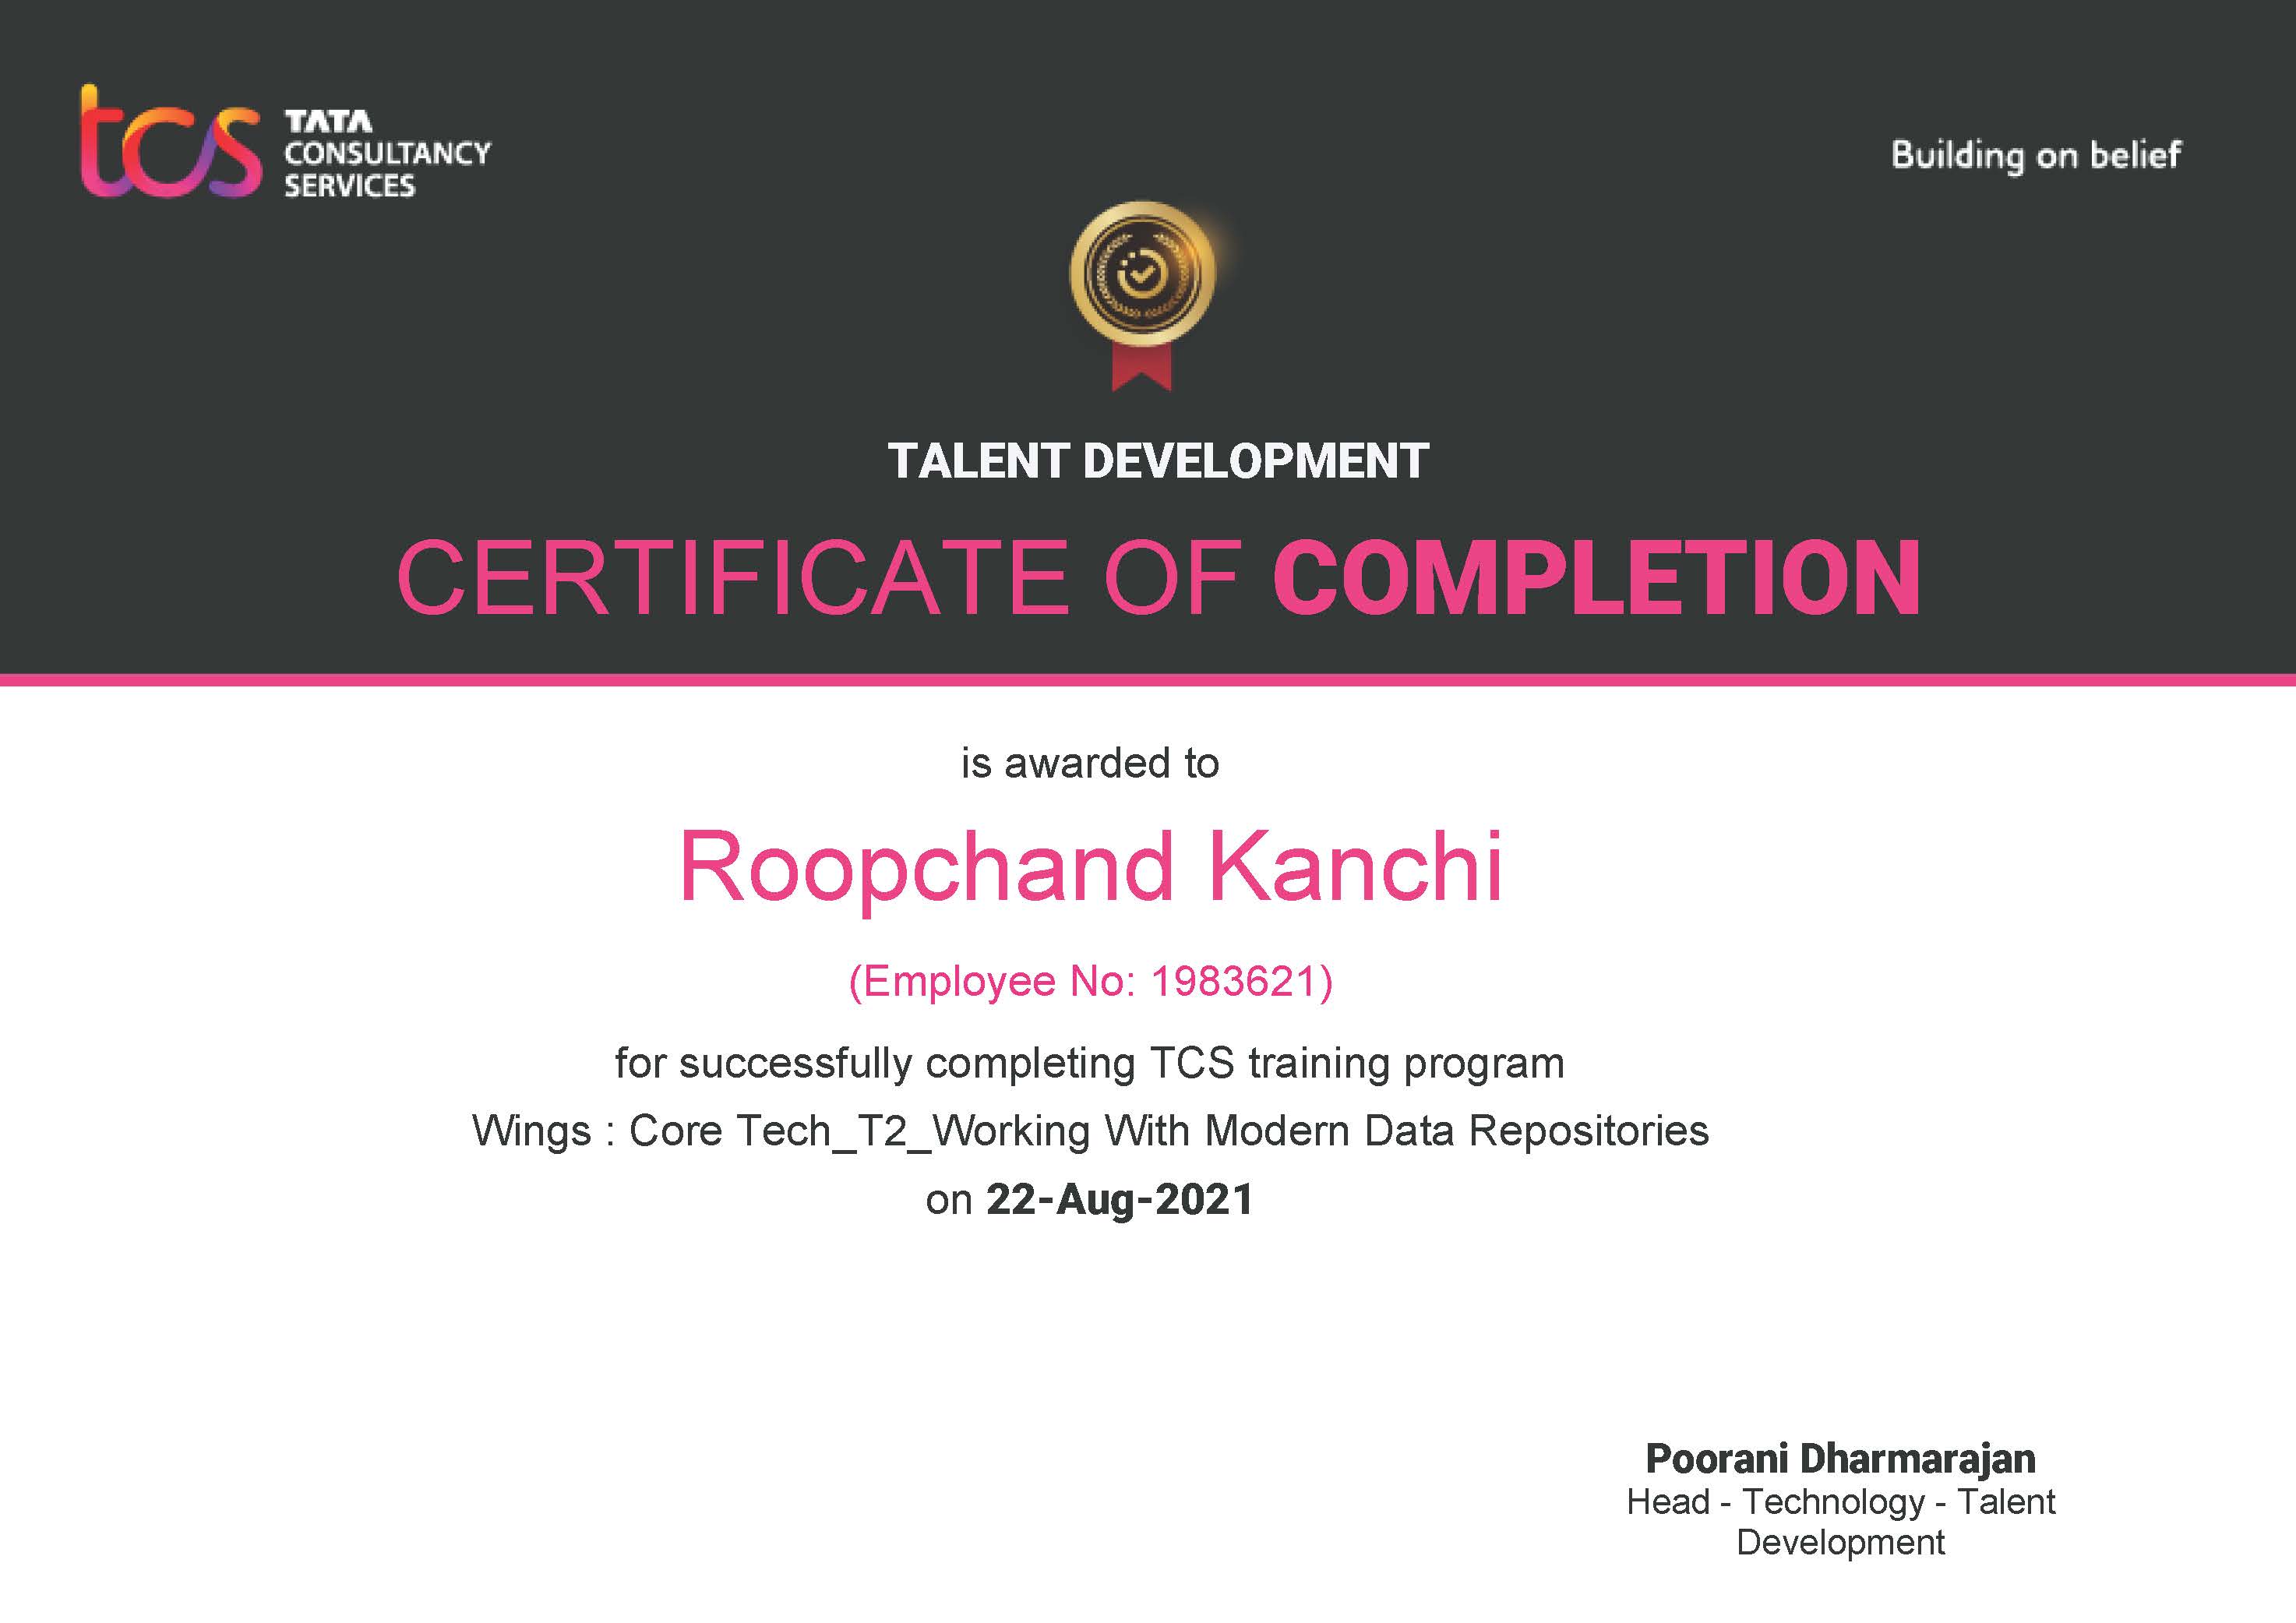 tcs TATA
CONSULTANCY
SERVICES
Building on belief
TALENT DEVELOPMENT
CERTIFICATE OF COMPLETION
is awarded to
Roopchand Kanchi
(Employee No: 1983621)
for successfully completing TCS training program
Wings : Core Tech_T2_Working With Modern Data Repositories
on 22-Aug-2021
Poorani Dharmarajan
Head - Technology - Talent
Development